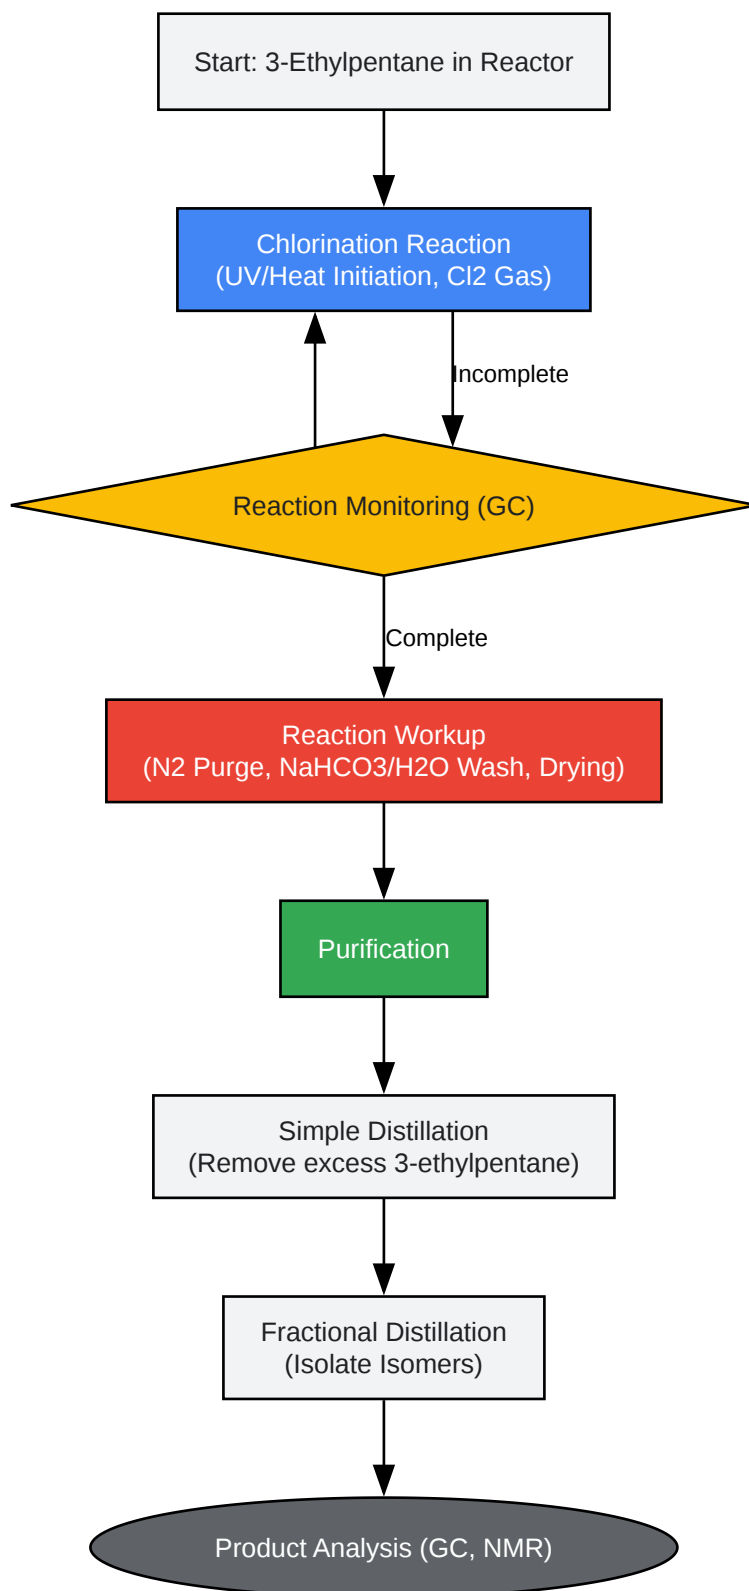 Start: 3-Ethylpentane in Reactor
Chlorination Reaction
(UV/Heat Initiation, Cl2 Gas)
Incomplete
Reaction Monitoring (GC)
Complete
Reaction Workup
(N2 Purge, NaHCO3/H2O Wash, Drying)
Purification
Simple Distillation
(Remove excess 3-ethylpentane)
Fractional Distillation
(Isolate Isomers)
Product Analysis (GC, NMR)